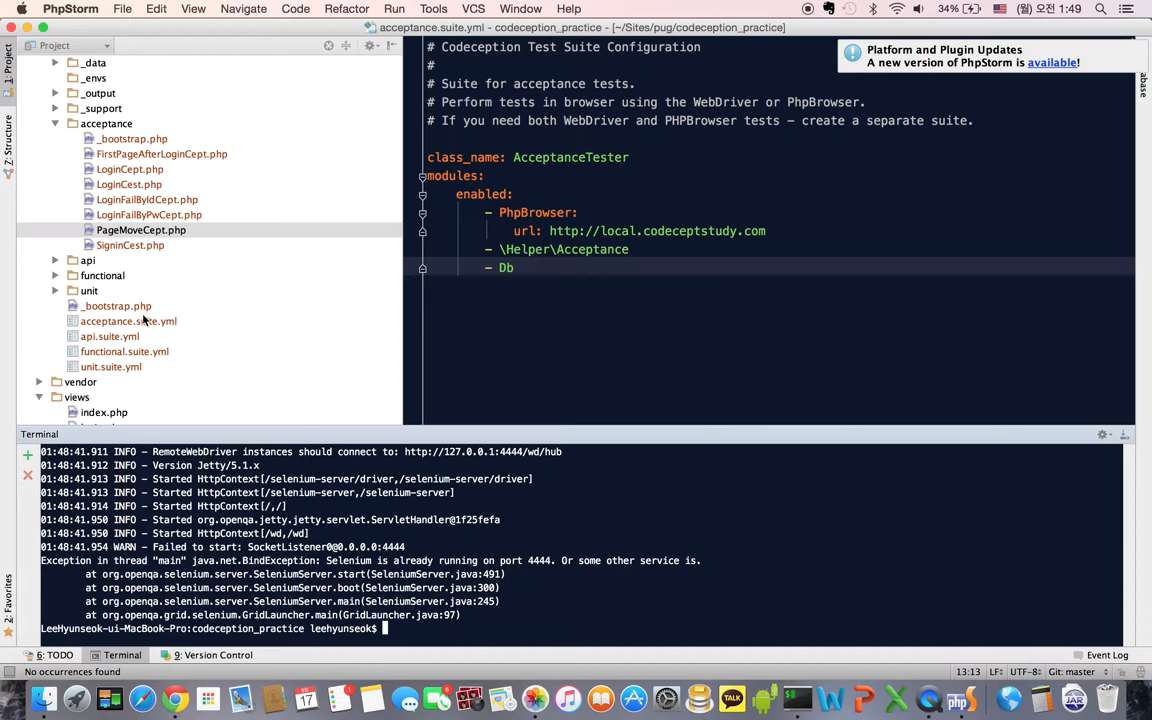 PhpStorm File Edit View Navigate Code Refactor Run Tools VCS Window Help 34% (월) 오전 1:49
acceptance.suite.yml - codeception_practice - [~/Sites/pug/codeception_practice]
1: Project
Z: Structure
2: Favorites
Project
_data
_envs
_output
_support
acceptance
_bootstrap.php
FirstPageAfterLoginCept.php
LoginCept.php
LoginCest.php
LoginFailByIdCept.php
LoginFailByPwCept.php
PageMoveCept.php
SigninCest.php
api
functional
unit
_bootstrap.php
acceptance.suite.yml
api.suite.yml
functional.suite.yml
unit.suite.yml
vendor
views
index.php
# Codeception Test Suite Configuration
#
# Suite for acceptance tests.
# Perform tests in browser using the WebDriver or PhpBrowser.
# If you need both WebDriver and PHPBrowser tests - create a separate suite.
class_name: AcceptanceTester
modules:
enabled:
- PhpBrowser:
url: http://local.codeceptstudy.com
- \Helper\Acceptance
- Db
Platform and Plugin Updates
A new version of PhpStorm is available!
abase
Terminal
01:48:41.911 INFO - RemoteWebDriver instances should connect to: http://127.0.0.1:4444/wd/hub
01:48:41.912 INFO - Version Jetty/5.1.x
01:48:41.913 INFO - Started HttpContext[/selenium-server/driver,/selenium-server/driver]
01:48:41.913 INFO - Started HttpContext[/selenium-server,/selenium-server]
01:48:41.914 INFO - Started HttpContext[/,/]
01:48:41.950 INFO - Started org.openqa.jetty.jetty.servlet.ServletHandler@1f25fefa
01:48:41.950 INFO - Started HttpContext[/wd,/wd]
01:48:41.954 WARN - Failed to start: SocketListener0@0.0.0.0:4444
Exception in thread "main" java.net.BindException: Selenium is already running on port 4444. Or some other service is.
at org.openqa.selenium.server.SeleniumServer.start(SeleniumServer.java:491)
at org.openqa.selenium.server.SeleniumServer.boot(SeleniumServer.java:300)
at org.openqa.selenium.server.SeleniumServer.main(SeleniumServer.java:245)
at org.openqa.grid.selenium.GridLauncher.main(GridLauncher.java:97)
LeeHyunseok-ui-MacBook-Pro:codeception_practice leehyunseok$
6: TODO Terminal 9: Version Control Event Log
No occurrences found 13:13 LF÷ UTF-8÷ Git: master
17 TALK php JAR